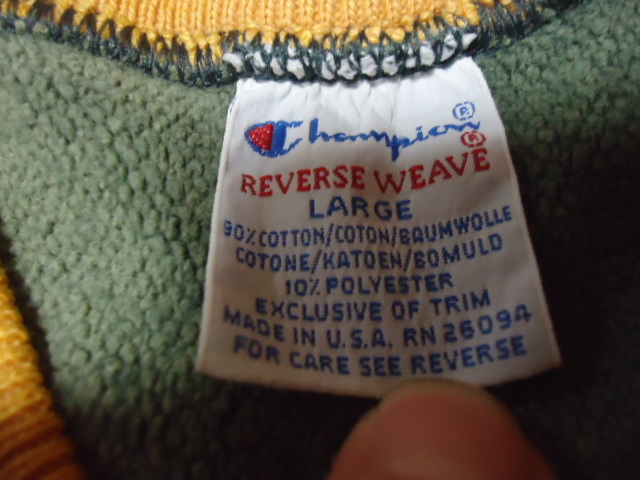 Champion®
REVERSE WEAVE®
LARGE
90% COTTON/COTON/BAUMWOLLE
COTONE/KATOEN/BOMULD
10% POLYESTER
EXCLUSIVE OF TRIM
MADE IN U.S.A. RN 26094
FOR CARE SEE REVERSE